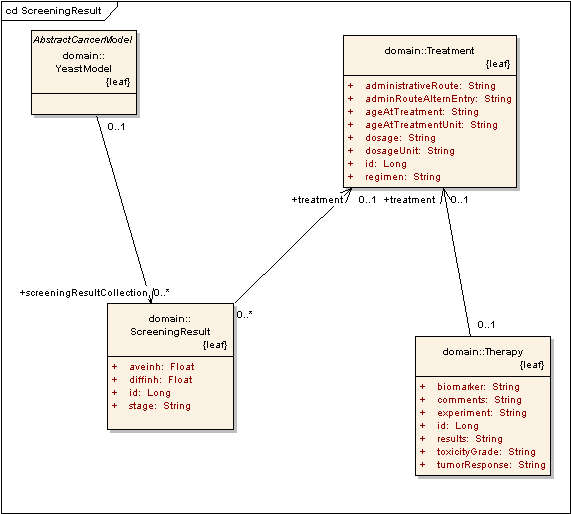 cd ScreeningResult
AbstractCancerModel
domain::
YeastModel
{leaf}
0..1
domain::Treatment
{leaf}
+ administrativeRoute: String
+ adminRouteAlternEntry: String
+ ageAtTreatment: String
+ ageAtTreatmentUnit: String
+ dosage: String
+ dosageUnit: String
+ id: Long
+ regimen: String
+treatment 0..1 +treatment 0..1
+screeningResultCollection 0..*
0..*
domain::
ScreeningResult
{leaf}
+ aveinh: Float
+ diffinh: Float
+ id: Long
+ stage: String
0..1
domain::Therapy
{leaf}
+ biomarker: String
+ comments: String
+ experiment: String
+ id: Long
+ results: String
+ toxicityGrade: String
+ tumorResponse: String